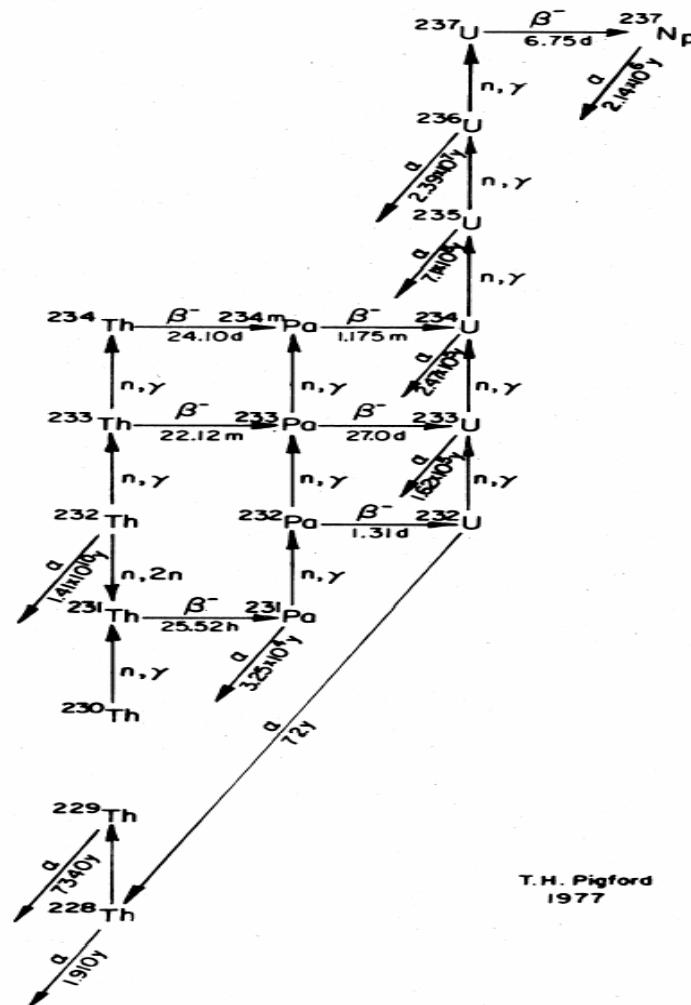 ²³⁷U β⁻ 6.75d ²³⁷Np
α 2.14x10⁶y
n,γ
²³⁶U
α 2.39x10⁷y
n,γ
²³⁵U
α 7.1x10⁸y
n,γ
²³⁴Th β⁻ 24.10d ²³⁴ᵐPa β⁻ 1.175m ²³⁴U
α 2.47x10⁵y
n,γ n,γ n,γ
²³³Th β⁻ 22.12m ²³³Pa β⁻ 27.0d ²³³U
α 1.62x10⁵y
n,γ n,γ n,γ
²³²Th ²³²Pa β⁻ 1.31d ²³²U
α 1.41x10¹⁰y
n,2n n,γ
²³¹Th β⁻ 25.52h ²³¹Pa
α 3.25x10⁴y
n,γ
²³⁰Th
α 72y
²²⁹Th
α 7340y
²²⁸Th
α 1.910y
T.H. Pigford
1977